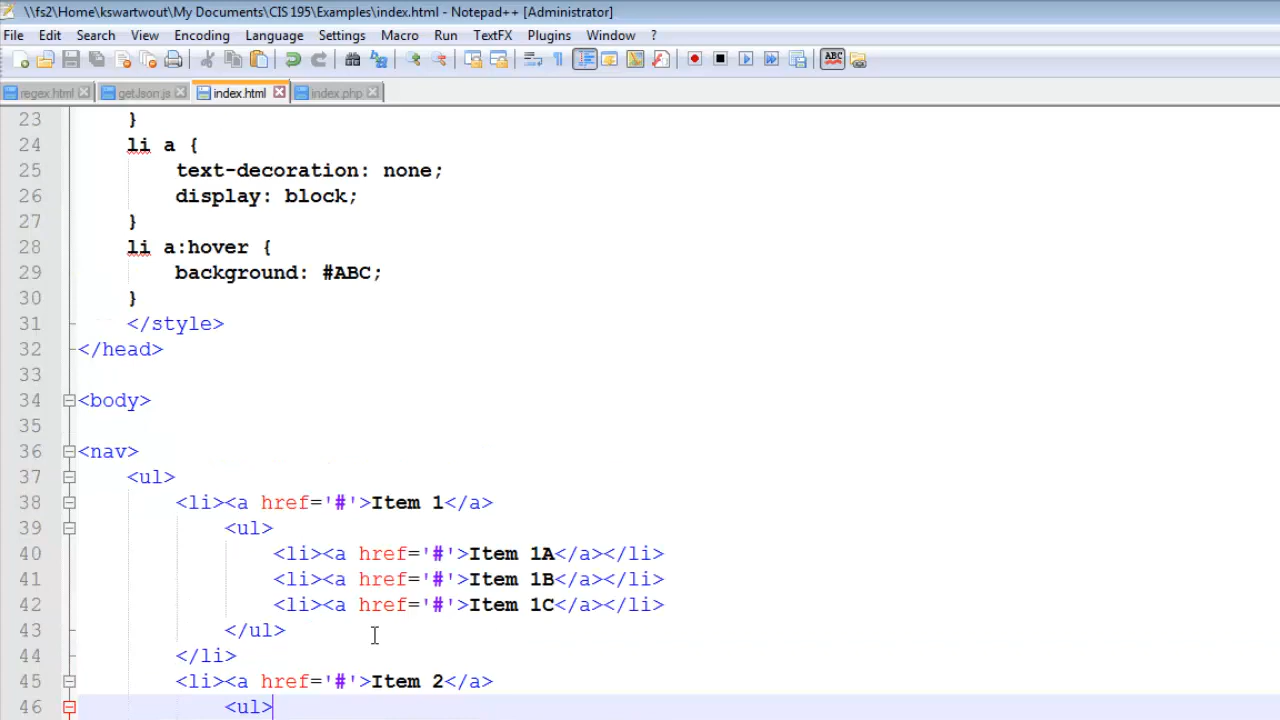 \\fs2\Home\kswartwout\My Documents\CIS 195\Examples\index.html - Notepad++ [Administrator]
File Edit Search View Encoding Language Settings Macro Run TextFX Plugins Window ?
ABC
regex.html getJson.js index.html index.php
23 }
24 li a {
25 text-decoration: none;
26 display: block;
27 }
28 li a:hover {
29 background: #ABC;
30 }
31 </style>
32 </head>
33
34 <body>
35
36 <nav>
37 <ul>
38 <li><a href='#'>Item 1</a>
39 <ul>
40 <li><a href='#'>Item 1A</a></li>
41 <li><a href='#'>Item 1B</a></li>
42 <li><a href='#'>Item 1C</a></li>
43 </ul>
44 </li>
45 <li><a href='#'>Item 2</a>
46 <ul>